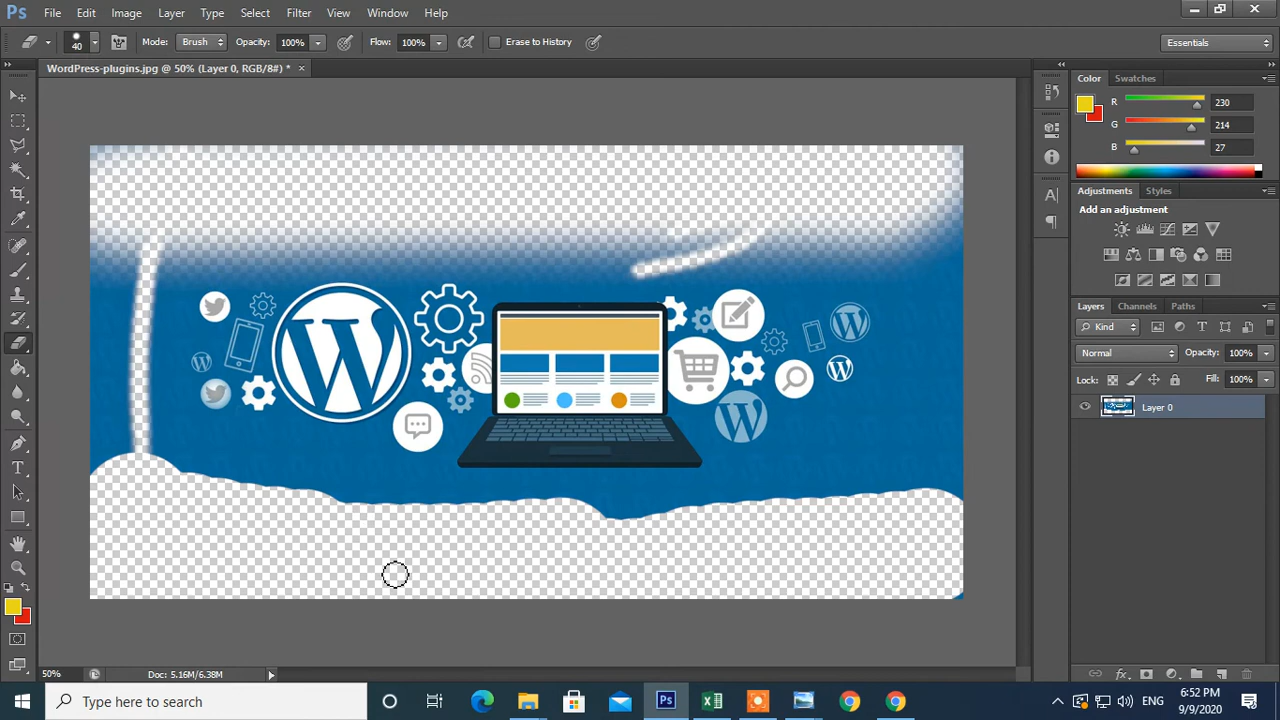 Ps File Edit Image Layer Type Select Filter View Window Help
40 Mode: Brush Opacity: 100% Flow: 100% Erase to History Essentials
WordPress-plugins.jpg @ 50% (Layer 0, RGB/8#) * ×
Color Swatches
R 230
G 214
B 27
Adjustments Styles
Add an adjustment
Layers Channels Paths
Kind
Normal Opacity: 100%
Lock: Fill: 100%
Layer 0
50% Doc: 5.16M/6.38M
Type here to search
ENG 6:52 PM
9/9/2020